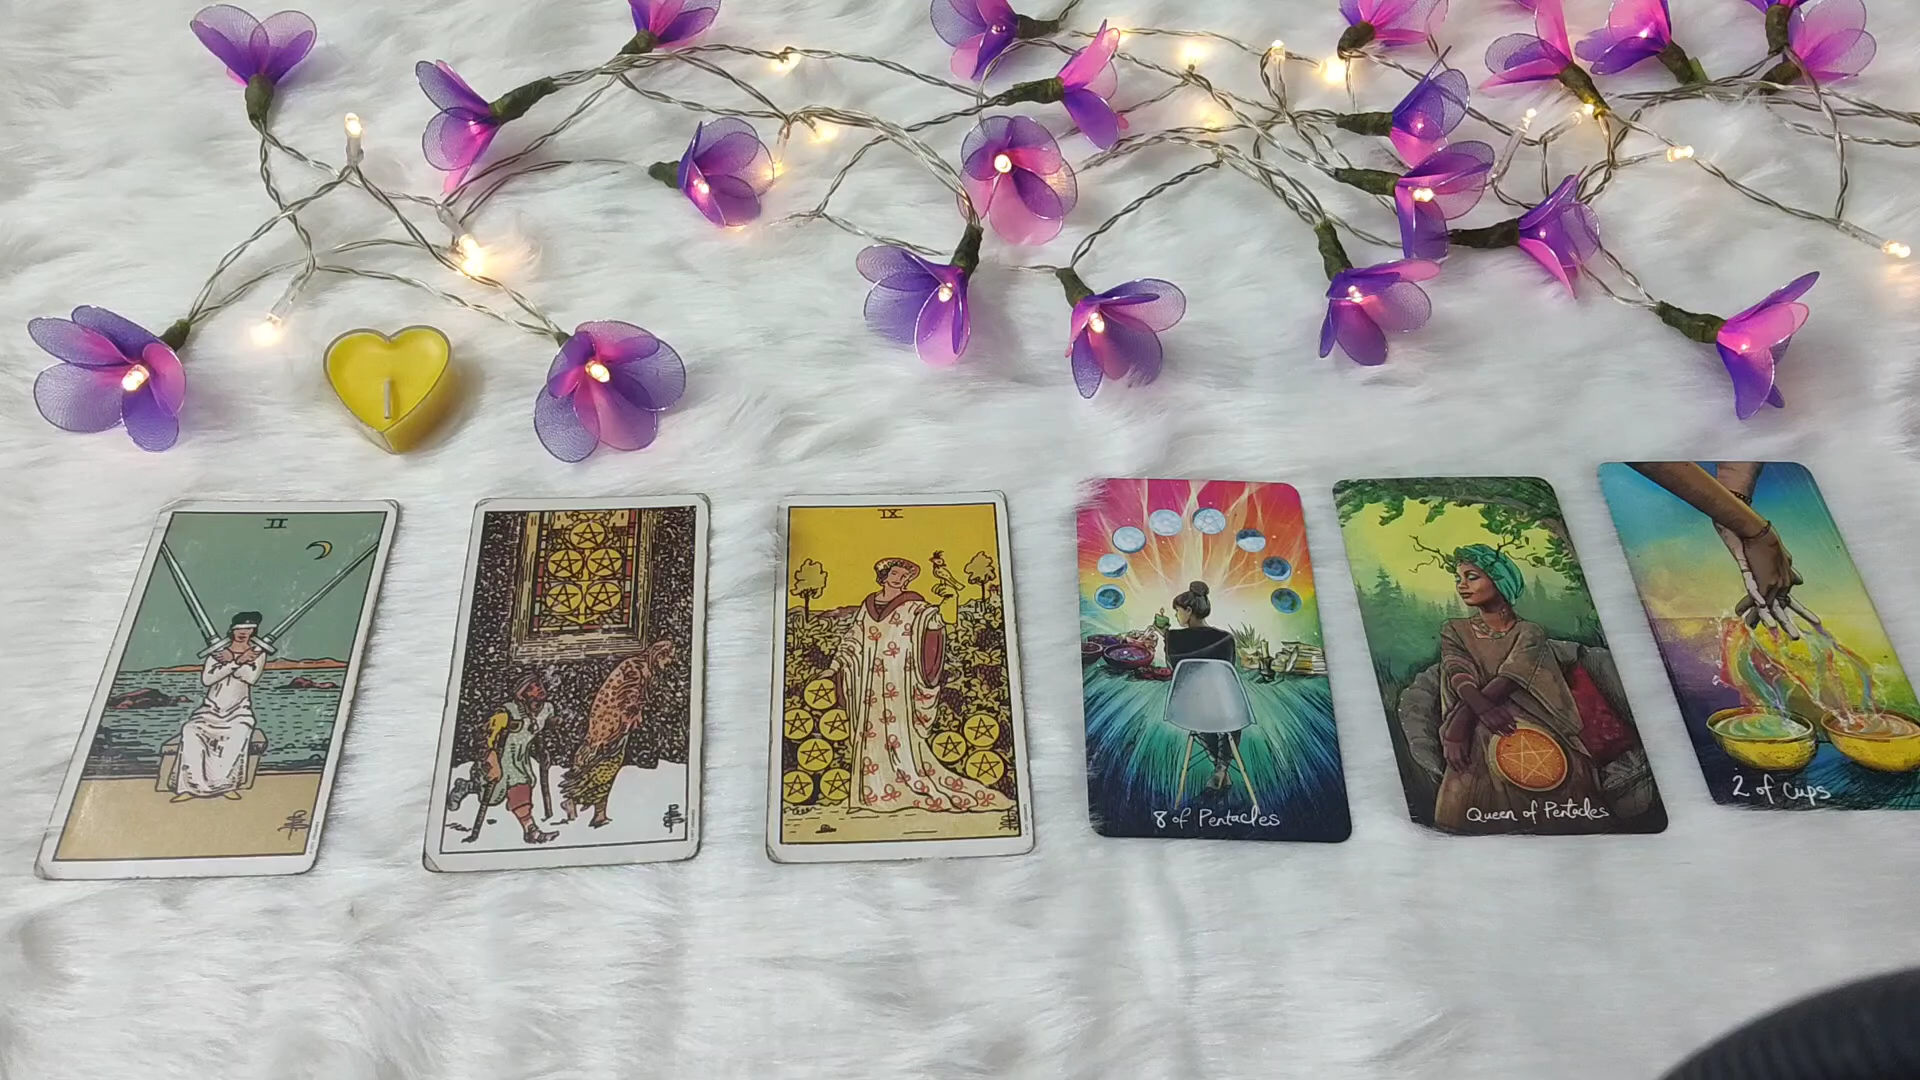 II
IX
8 of Pentacles
Queen of Pentacles
2 of Cups